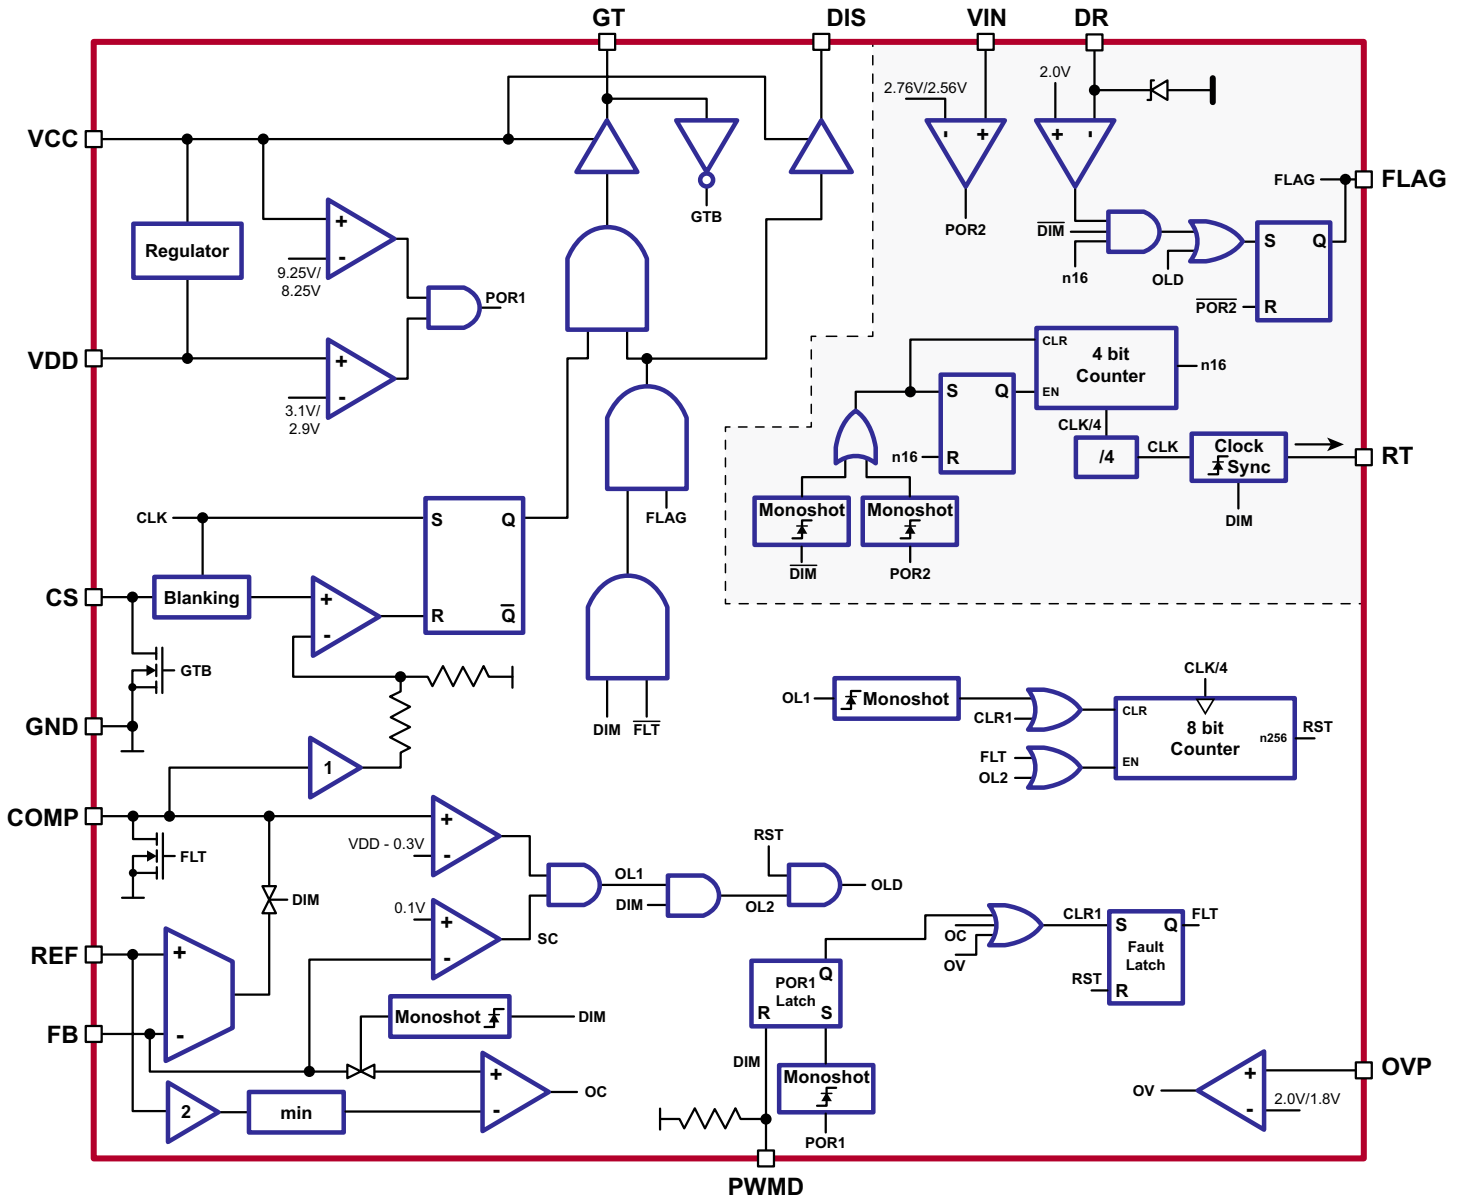 GT
DIS
VIN
DR
2.76V/2.56V
2.0V
- +
+ -
VCC
FLAG
FLAG
GTB
POR2
DIM
n16
OLD
S Q
POR2
R
Regulator
+
-
9.25V/
8.25V
POR1
VDD
+
-
3.1V/
2.9V
CLR
4 bit
Counter
n16
EN
CLK/4
S Q
n16
R
/4
CLK
Clock
Sync
RT
DIM
Monoshot
DIM
Monoshot
POR2
CLK
S Q
FLAG
CS
Blanking
+
-
R Q
GTB
GND
DIM
FLT
1
OL1
Monoshot
CLR1
FLT
OL2
CLK/4
CLR
8 bit
Counter
n256
RST
EN
COMP
VDD - 0.3V
+
-
FLT
DIM
0.1V
+
-
SC
OL1
DIM
OL2
RST
OLD
REF
+
-
FB
Monoshot
DIM
+
-
OC
2
min
OC
OV
CLR1
S Q
FLT
Fault
Latch
RST
R
Q
POR1
Latch
R S
DIM
Monoshot
POR1
PWMD
OV
+
-
2.0V/1.8V
OVP